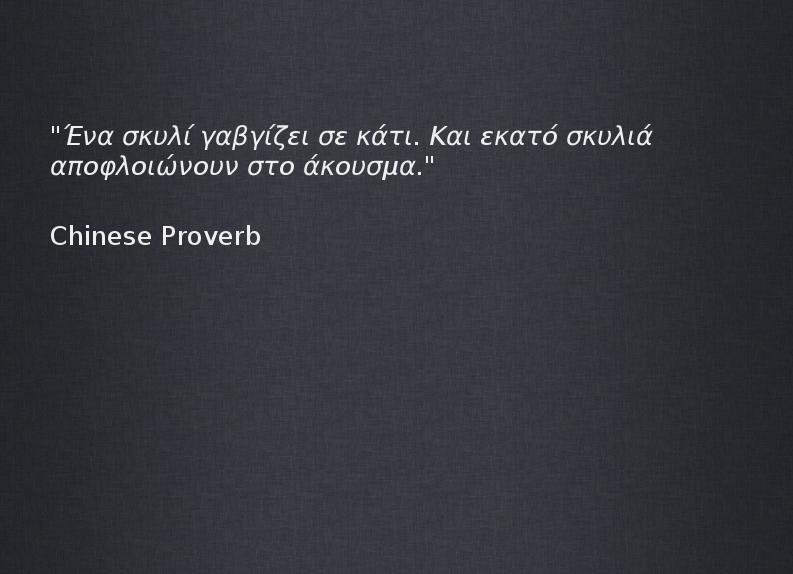 "Ένα σκυλί γαβγίζει σε κάτι. Και εκατό σκυλιά
αποφλοιώνουν στο άκουσμα."
Chinese Proverb